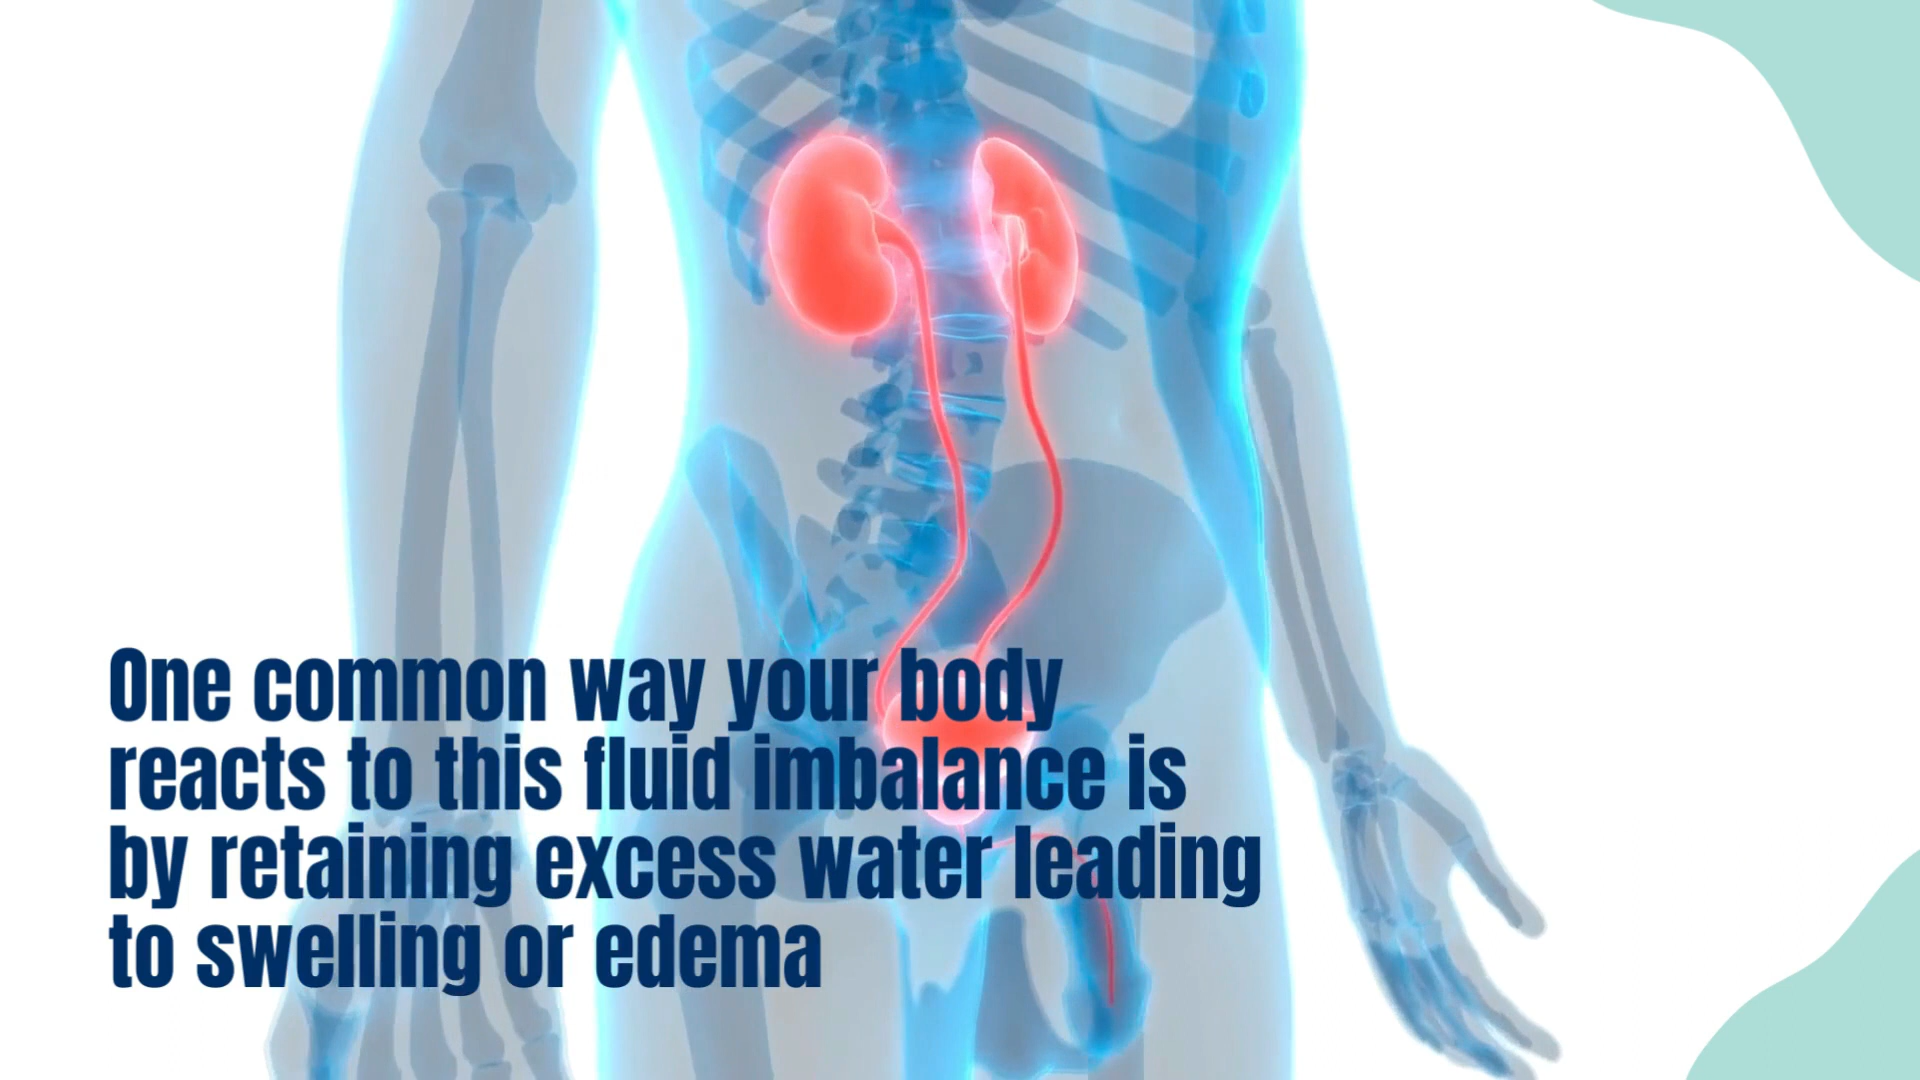 One common way your body
reacts to this fluid imbalance is
by retaining excess water leading
to swelling or edema